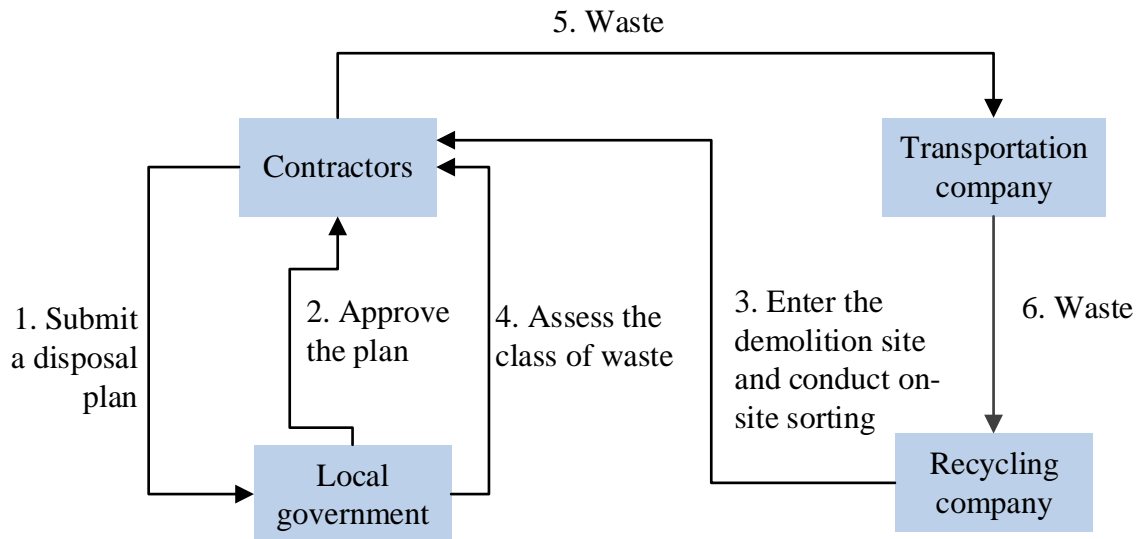 5. Waste
Contractors
Transportation
company
1. Submit
a disposal
plan
2. Approve
the plan
4. Assess the
class of waste
3. Enter the
demolition site
and conduct on-
site sorting
6. Waste
Local
government
Recycling
company